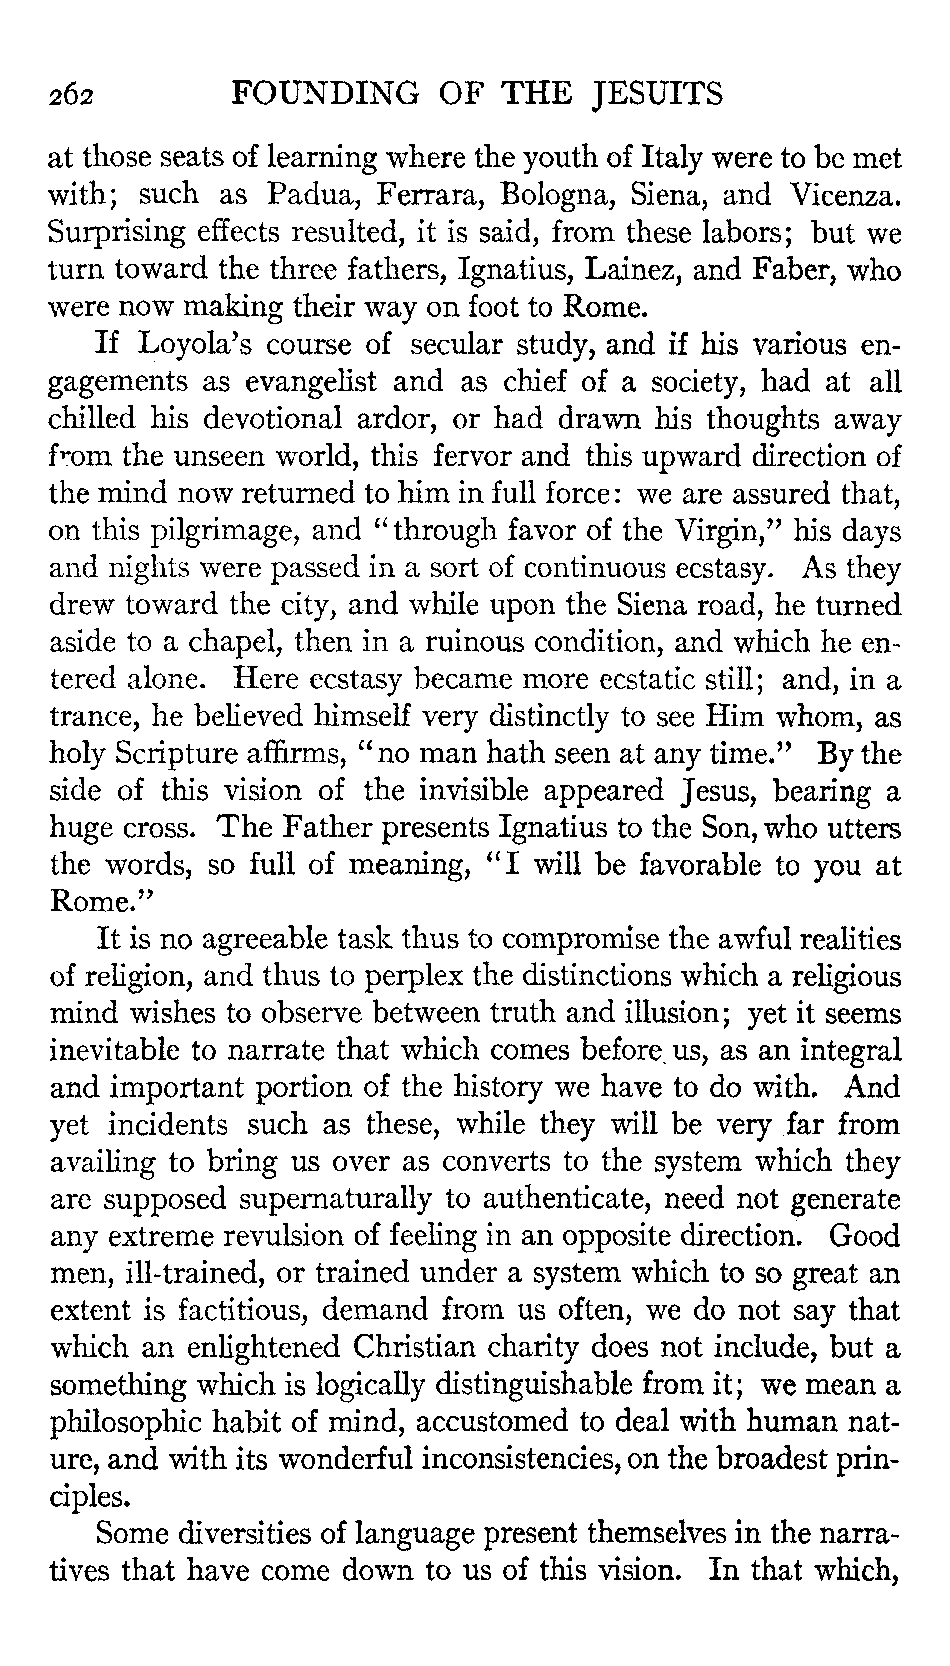 262 FOUNDING OF THE JESUITS
at those seats of learning where the youth of Italy were to be met
with; such as Padua, Ferrara, Bologna, Siena, and Vicenza.
Surprising effects resulted, it is said, from these labors; but we
turn toward the three fathers, Ignatius, Lainez, and Faber, who
were now making their way on foot to Rome.
If Loyola's course of secular study, and if his various en-
gagements as evangelist and as chief of a society, had at all
chilled his devotional ardor, or had drawn his thoughts away
from the unseen world, this fervor and this upward direction of
the mind now returned to him in full force: we are assured that,
on this pilgrimage, and "through favor of the Virgin," his days
and nights were passed in a sort of continuous ecstasy. As they
drew toward the city, and while upon the Siena road, he turned
aside to a chapel, then in a ruinous condition, and which he en-
tered alone. Here ecstasy became more ecstatic still; and, in a
trance, he believed himself very distinctly to see Him whom, as
holy Scripture affirms, "no man hath seen at any time." By the
side of this vision of the invisible appeared Jesus, bearing a
huge cross. The Father presents Ignatius to the Son, who utters
the words, so full of meaning, "I will be favorable to you at
Rome."
It is no agreeable task thus to compromise the awful realities
of religion, and thus to perplex the distinctions which a religious
mind wishes to observe between truth and illusion; yet it seems
inevitable to narrate that which comes before us, as an integral
and important portion of the history we have to do with. And
yet incidents such as these, while they will be very far from
availing to bring us over as converts to the system which they
are supposed supernaturally to authenticate, need not generate
any extreme revulsion of feeling in an opposite direction. Good
men, ill-trained, or trained under a system which to so great an
extent is factitious, demand from us often, we do not say that
which an enlightened Christian charity does not include, but a
something which is logically distinguishable from it; we mean a
philosophic habit of mind, accustomed to deal with human nat-
ure, and with its wonderful inconsistencies, on the broadest prin-
ciples.
Some diversities of language present themselves in the narra-
tives that have come down to us of this vision. In that which,